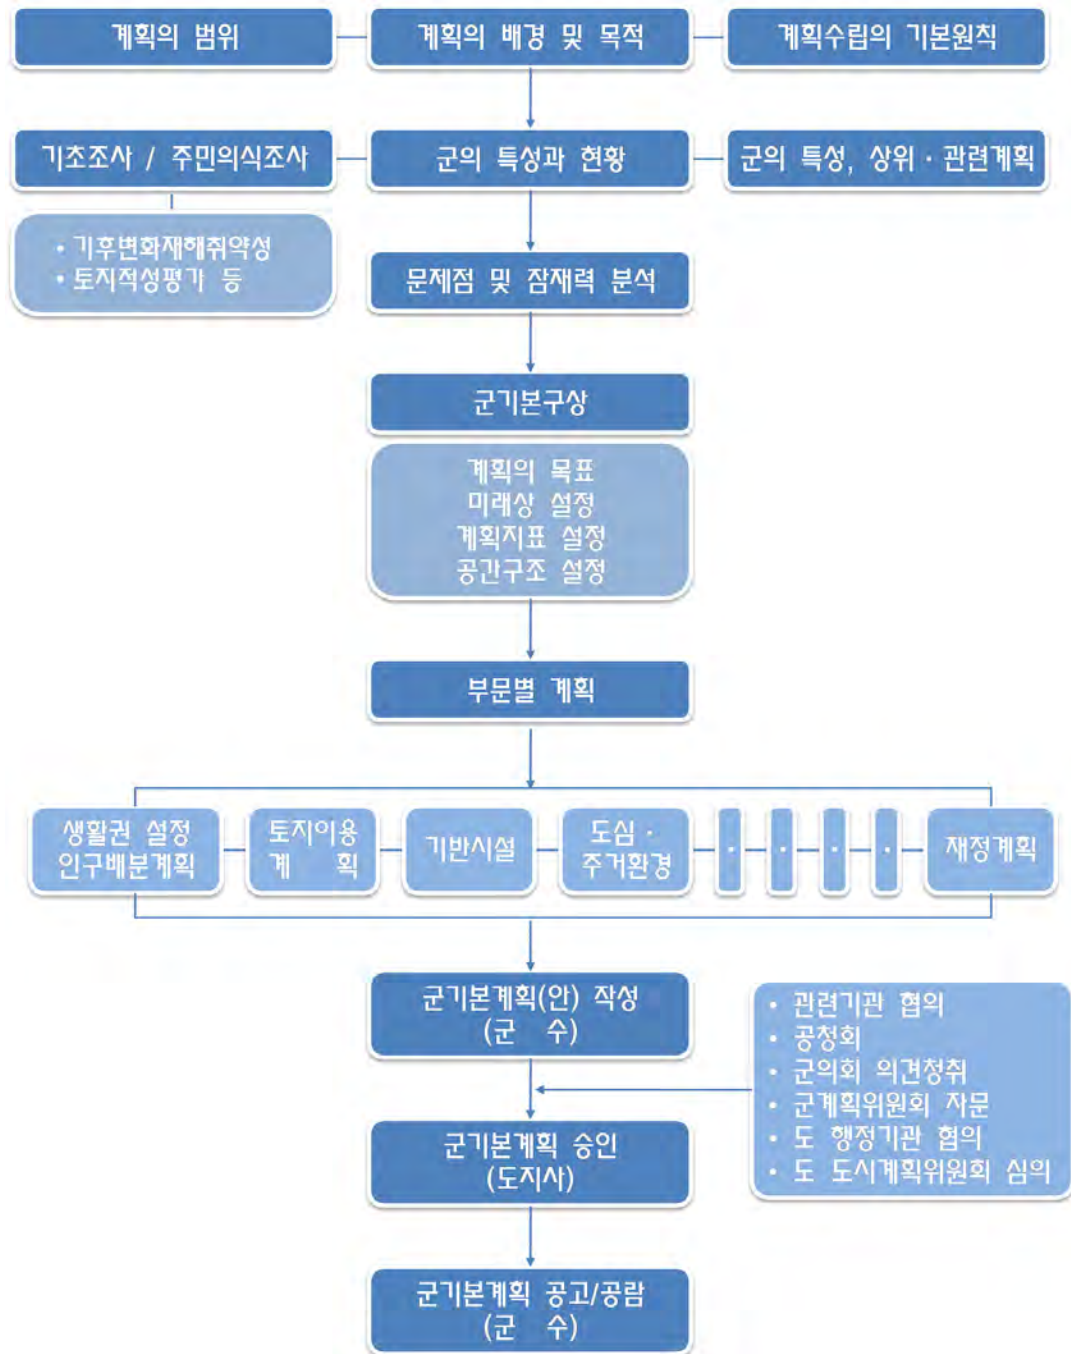 계획의 범위
계획의 배경 및 목적
계획수립의 기본원칙
기초조사 / 주민의식조사
군의 특성과 현황
군의 특성, 상위 · 관련계획
• 기후변화재해취약성
• 토지적성평가 등
문제점 및 잠재력 분석
군기본구상
계획의 목표
미래상 설정
계획지표 설정
공간구조 설정
부문별 계획
생활권 설정
인구배분계획
토지이용
계 획
기반시설
도심 ·
주거환경
·
·
·
·
재정계획
군기본계획(안) 작성
(군 수)
• 관련기관 협의
• 공청회
• 군의회 의견청취
• 군계획위원회 자문
• 도 행정기관 협의
• 도 도시계획위원회 심의
군기본계획 승인
(도지사)
군기본계획 공고/공람
(군 수)